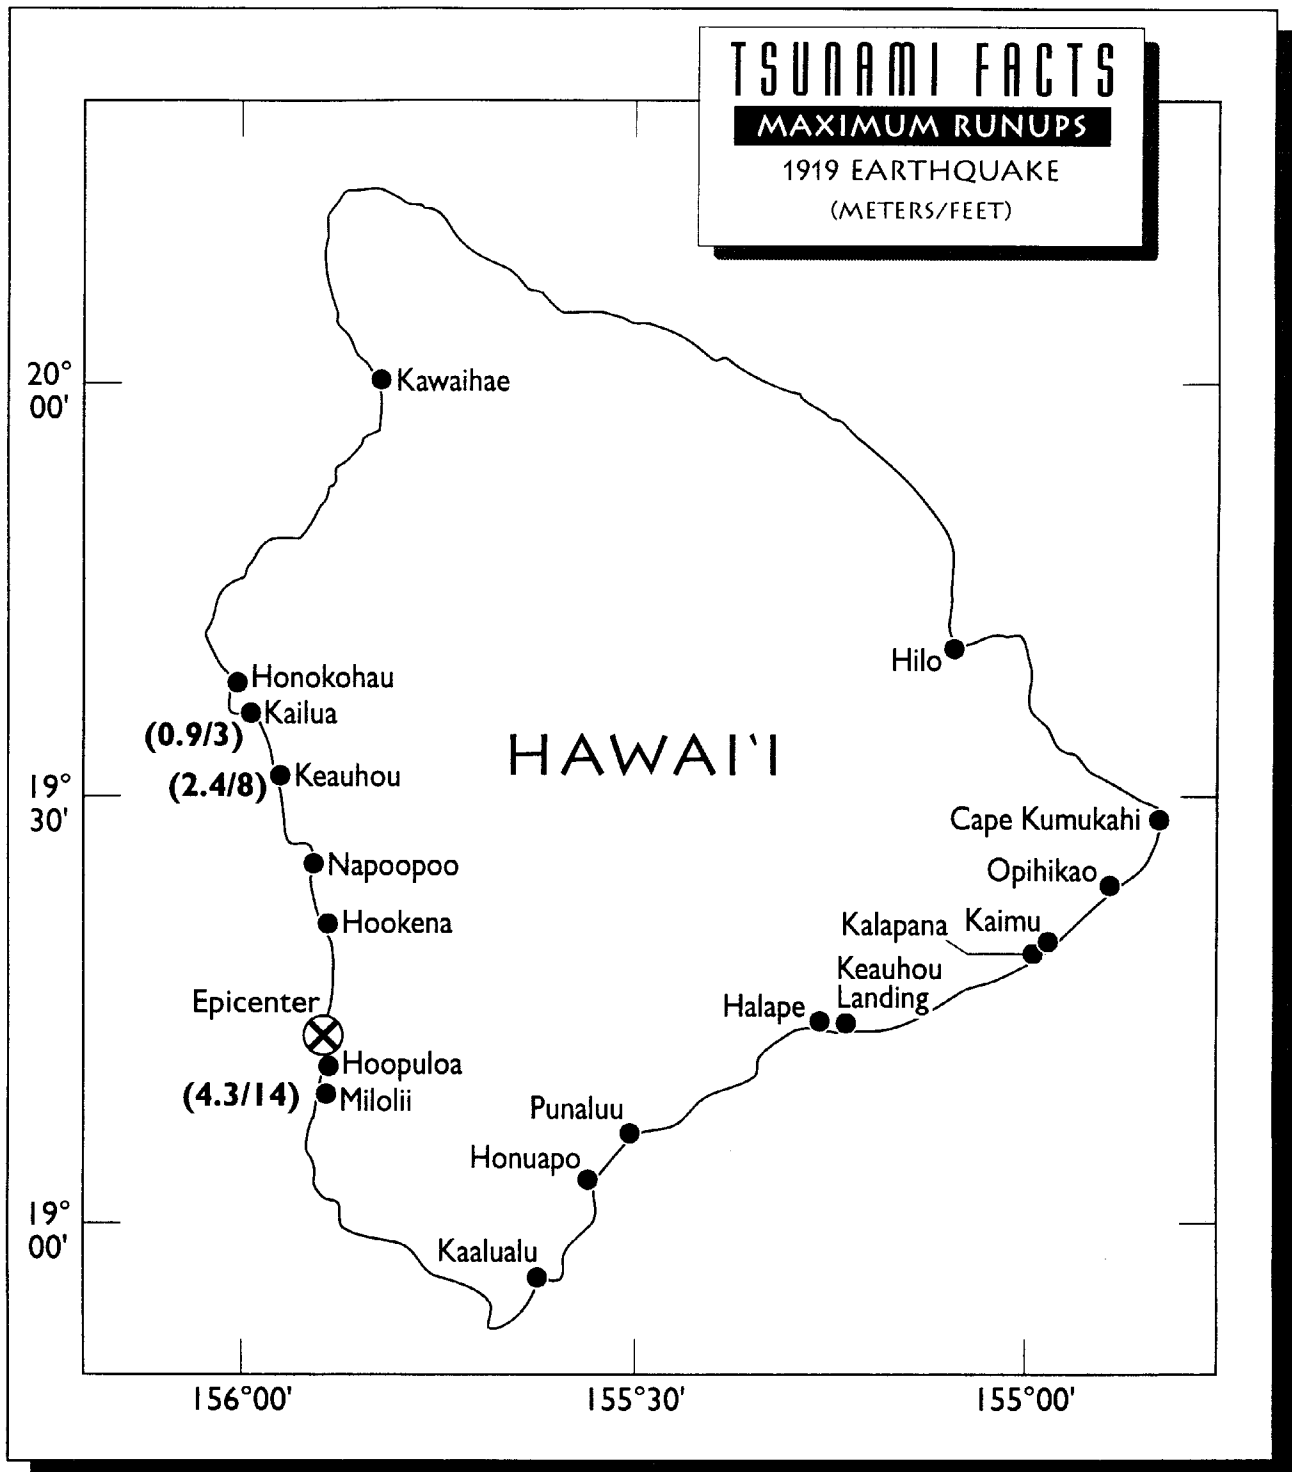 TSUNAMI FACTS
MAXIMUM RUNUPS
1919 EARTHQUAKE
(METERS/FEET)
20°
00'
Kawaihae
Honokohau
Kailua
(0.9/3)
Keauhou
(2.4/8)
HAWAI'I
Hilo
19°
30'
Cape Kumukahi
Napoopoo
Opihikao
Hookena
Kalapana
Kaimu
Keauhou
Landing
Halape
Epicenter
Hoopuloa
(4.3/14)
Milolii
Punaluu
Honuapo
19°
00'
Kaalualu
156°00'
155°30'
155°00'